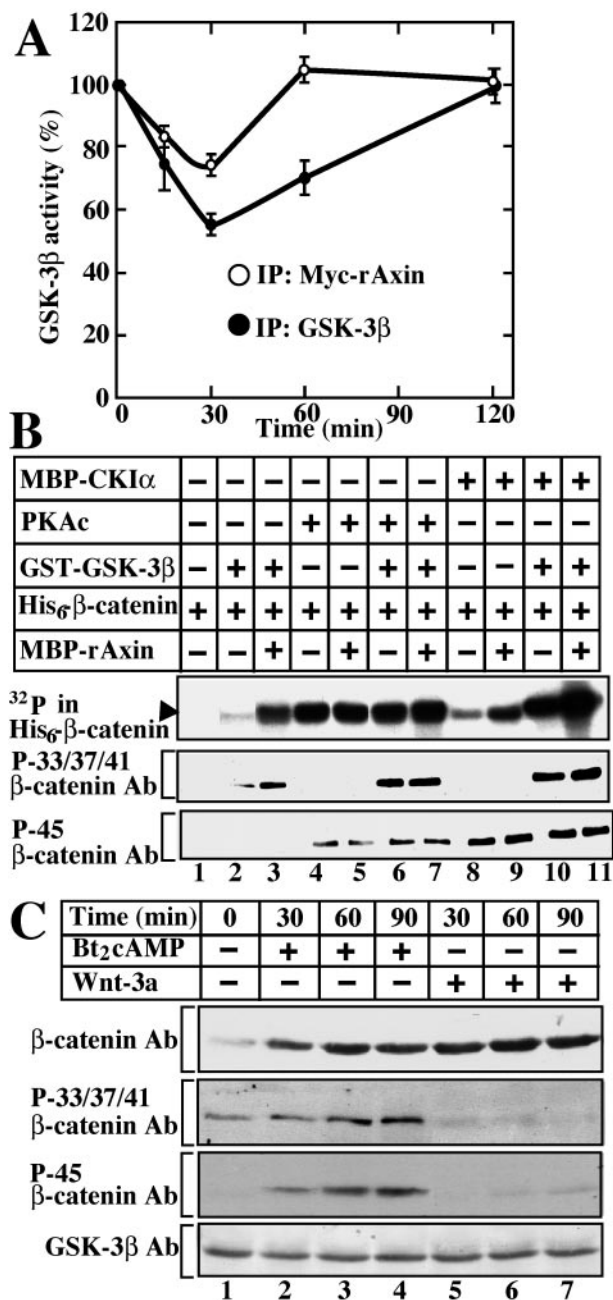 A
120
100
80
60
40
20
0
GSK-3β activity (%)
IP: Myc-rAxin
IP: GSK-3β
0 30 60 90 120
Time (min)
B
MBP-CKIα – – – – – – – + + + +
PKAc – – – + + + + – – – –
GST-GSK-3β – + + – – + + – – + +
His6-β-catenin + + + + + + + + + + +
MBP-rAxin – – + – + – + – + – +
32P in
His6-β-catenin
P-33/37/41
β-catenin Ab
P-45
β-catenin Ab
1 2 3 4 5 6 7 8 9 10 11
C
Time (min) 0 30 60 90 30 60 90
Bt2cAMP – + + + – – –
Wnt-3a – – – – + + +
β-catenin Ab
P-33/37/41
β-catenin Ab
P-45
β-catenin Ab
GSK-3β Ab
1 2 3 4 5 6 7